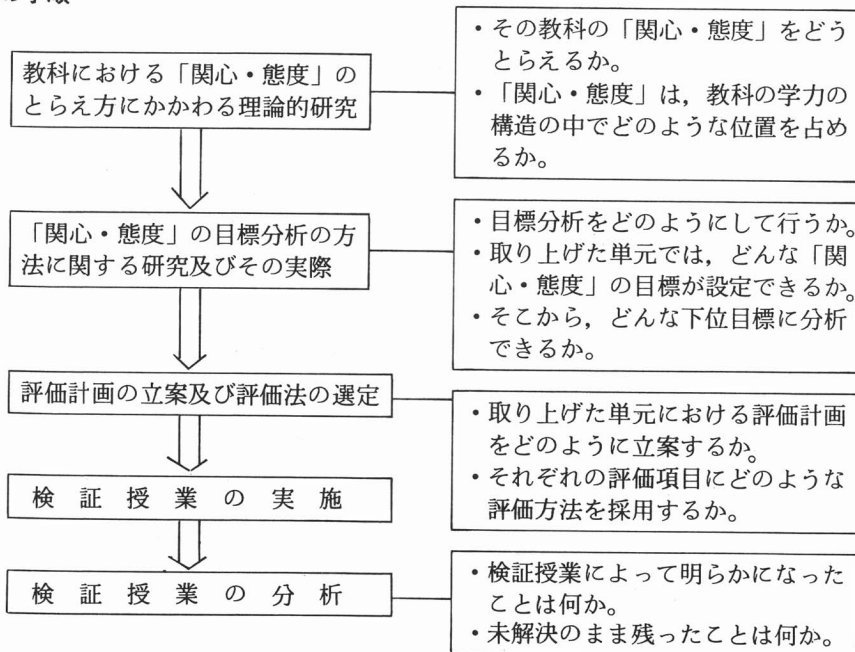 教科における「関心・態度」の
とらえ方にかかわる理論的研究
・その教科の「関心・態度」をどう
とらえるか。
・「関心・態度」は，教科の学力の
構造の中でどのような位置を占め
るか。
「関心・態度」の目標分析の方
法に関する研究及びその実際
・目標分析をどのようにして行うか。
・取り上げた単元では，どんな「関
心・態度」の目標が設定できるか。
・そこから，どんな下位目標に分析
できるか。
評価計画の立案及び評価法の選定
・取り上げた単元における評価計画
をどのように立案するか。
・それぞれの評価項目にどのような
評価方法を採用するか。
検証授業の実施
検証授業の分析
・検証授業によって明らかになった
ことは何か。
・未解決のまま残ったことは何か。